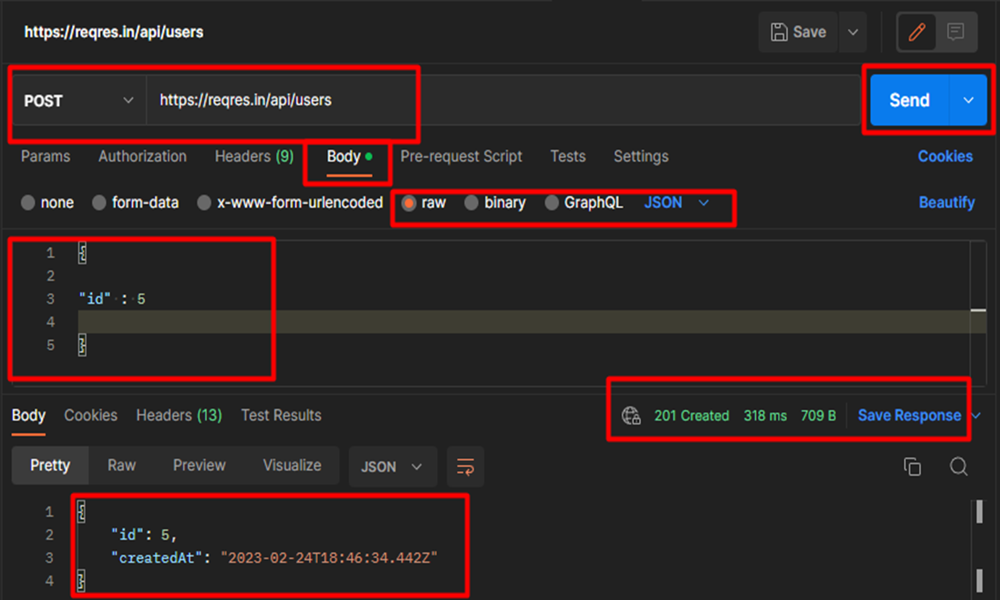 https://reqres.in/api/users
Save
POST
https://reqres.in/api/users
Send
Params Authorization Headers (9) Body Pre-request Script Tests Settings Cookies
none form-data x-www-form-urlencoded raw binary GraphQL JSON Beautify
1 {
2
3 "id" : 5
4
5 }
Body Cookies Headers (13) Test Results 201 Created 318 ms 709 B Save Response
Pretty Raw Preview Visualize JSON
1 {
2 "id": 5,
3 "createdAt": "2023-02-24T18:46:34.442Z"
4 }